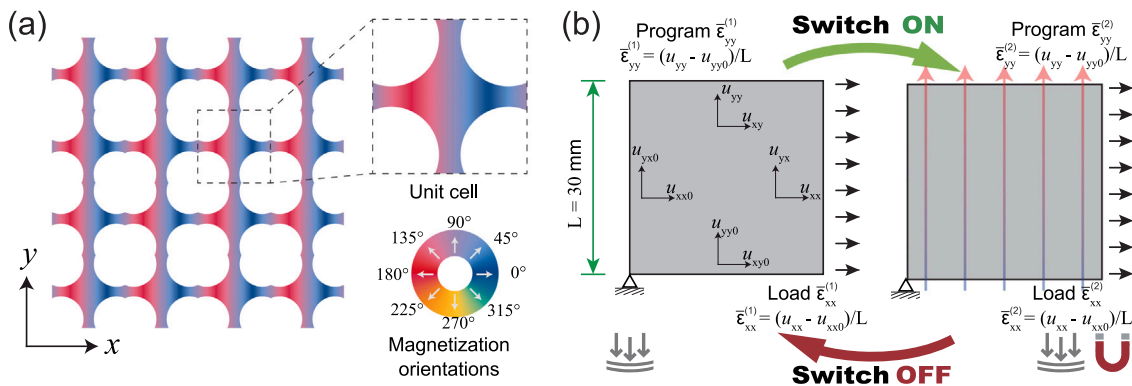 (a)
Unit cell
90°
135°
45°
180°
0°
225°
315°
270°
Magnetization
orientations
y
x
(b)
Program ε̅yy(1)
ε̅yy(1) = (uyy - uyy0)/L
Switch ON
Program ε̅yy(2)
ε̅yy(2) = (uyy - uyy0)/L
L = 30 mm
uyy
uxy
uyx0
uxx0
uyx
uxx
uyy0
uxy0
Load ε̅xx(1)
ε̅xx(1) = (uxx - uxx0)/L
Load ε̅xx(2)
ε̅xx(2) = (uxx - uxx0)/L
Switch OFF